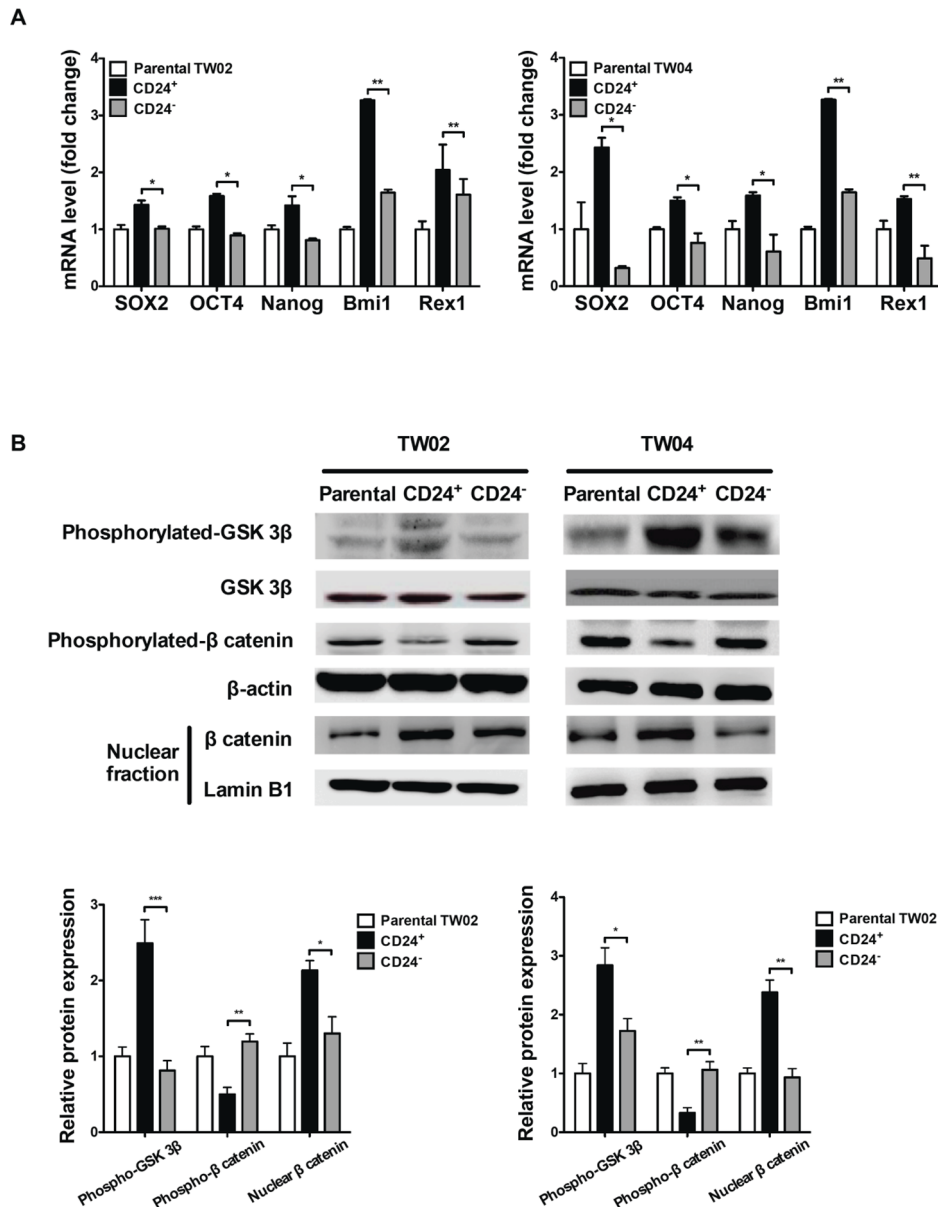 A
mRNA level (fold change)
4
3
2
1
0
Parental TW02
CD24⁺
CD24⁻
*
*
*
**
**
SOX2 OCT4 Nanog Bmi1 Rex1
mRNA level (fold change)
4
3
2
1
0
Parental TW04
CD24⁺
CD24⁻
*
*
*
**
**
SOX2 OCT4 Nanog Bmi1 Rex1
B
TW02 TW04
Parental CD24⁺ CD24⁻ Parental CD24⁺ CD24⁻
Phosphorylated-GSK 3β
GSK 3β
Phosphorylated-β catenin
β-actin
Nuclear
fraction
β catenin
Lamin B1
Relative protein expression
3
2
1
0
***
**
*
Parental TW02
CD24⁺
CD24⁻
Phospho-GSK 3β
Phospho-β catenin
Nuclear β catenin
Relative protein expression
4
3
2
1
0
*
**
**
Parental TW02
CD24⁺
CD24⁻
Phospho-GSK 3β
Phospho-β catenin
Nuclear β catenin